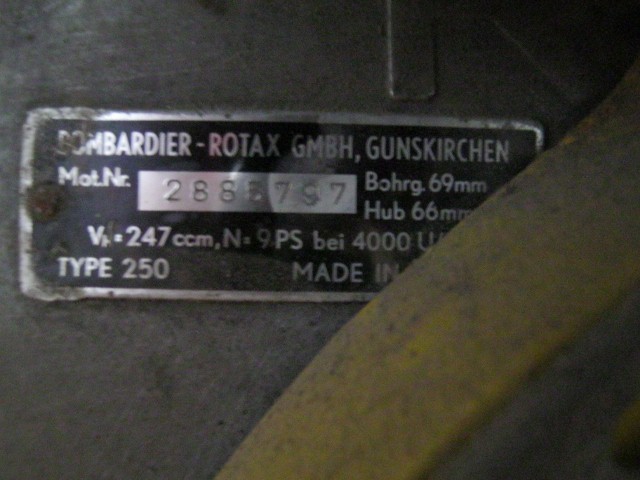 BOMBARDIER-ROTAX GMBH, GUNSKIRCHEN
Mot.Nr. Bohrg. 69mm
Hub 66mm
Vh=247ccm, N=9PS bei 4000 U/
TYPE 250 MADE IN